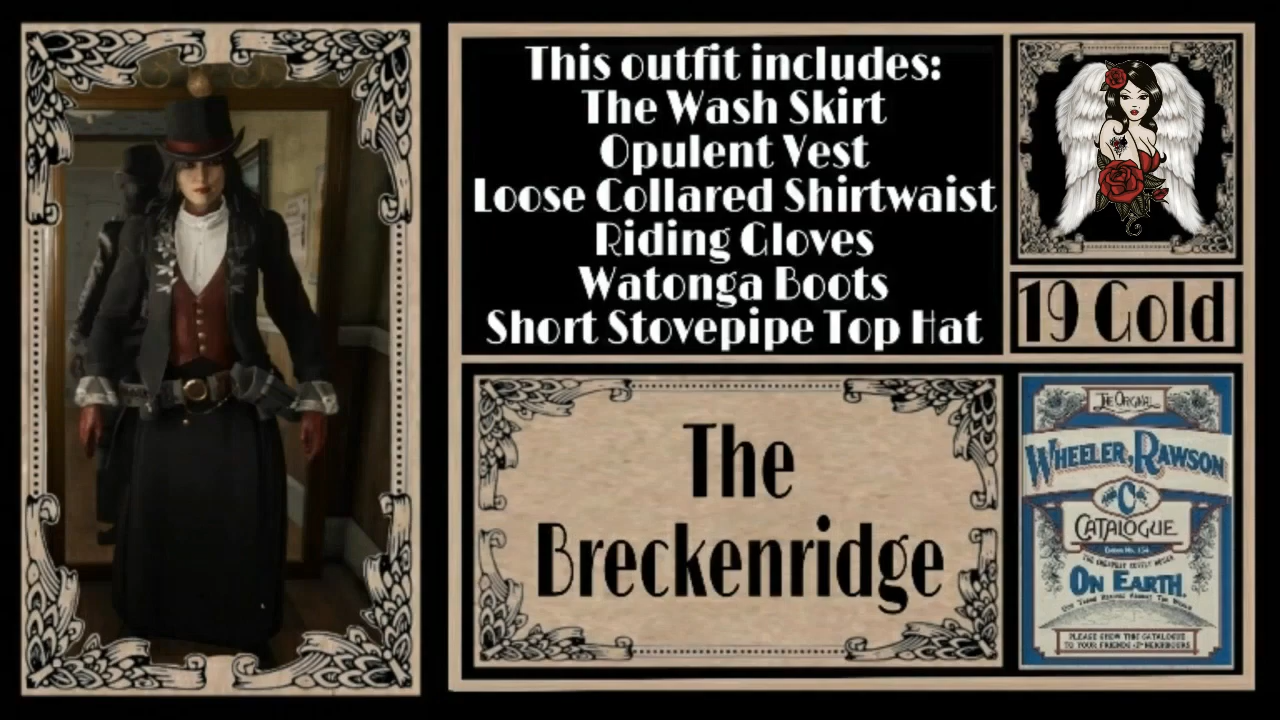 This outfit includes:
The Wash Skirt
Opulent Vest
Loose Collared Shirtwaist
Riding Gloves
Watonga Boots
Short Stovepipe Top Hat
19 Gold
The
Breckenridge
The Original
Wheeler, Rawson
& Co
Catalogue
On Earth.
Please show this catalogue
to your friends & neighbours